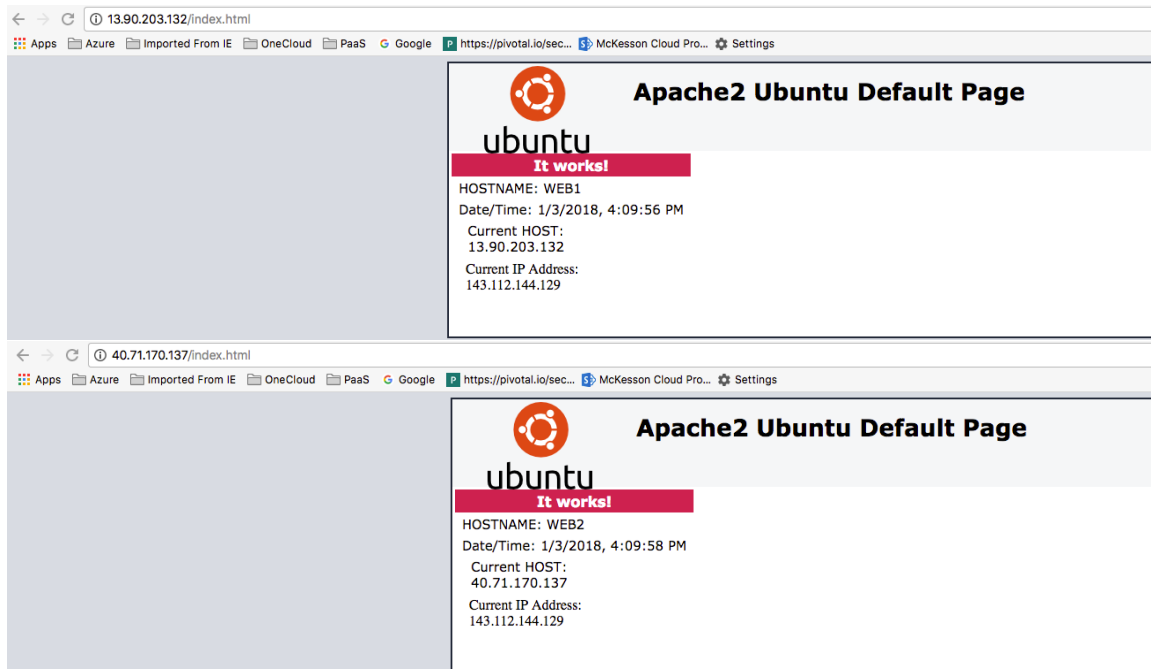 13.90.203.132/index.html
Apps Azure Imported From IE OneCloud PaaS G Google P https://pivotal.io/sec... S McKesson Cloud Pro... Settings
Apache2 Ubuntu Default Page
ubuntu
It works!
HOSTNAME: WEB1
Date/Time: 1/3/2018, 4:09:56 PM
Current HOST:
13.90.203.132
Current IP Address:
143.112.144.129
40.71.170.137/index.html
Apps Azure Imported From IE OneCloud PaaS G Google P https://pivotal.io/sec... S McKesson Cloud Pro... Settings
Apache2 Ubuntu Default Page
ubuntu
It works!
HOSTNAME: WEB2
Date/Time: 1/3/2018, 4:09:58 PM
Current HOST:
40.71.170.137
Current IP Address:
143.112.144.129